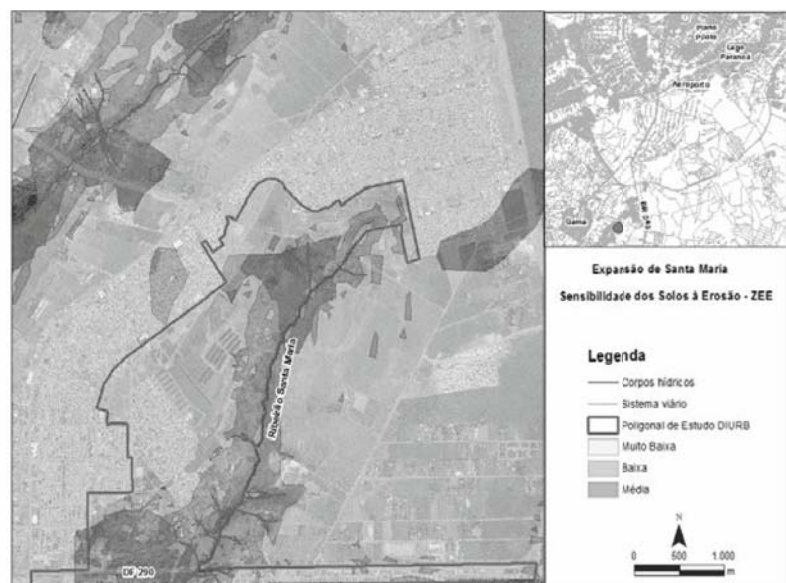 Plano
Piloto
Lago
Paranoá
Aeroporto
Gama
Ribeirão Santa Maria
DF 290
Expansão de Santa Maria
Sensibilidade dos Solos à Erosão - ZEE
Legenda
Corpos hídricos
Sistema viário
Poligonal de Estudo DIURB
Muito Baixa
Baixa
Média
N
0 500 1.000
m